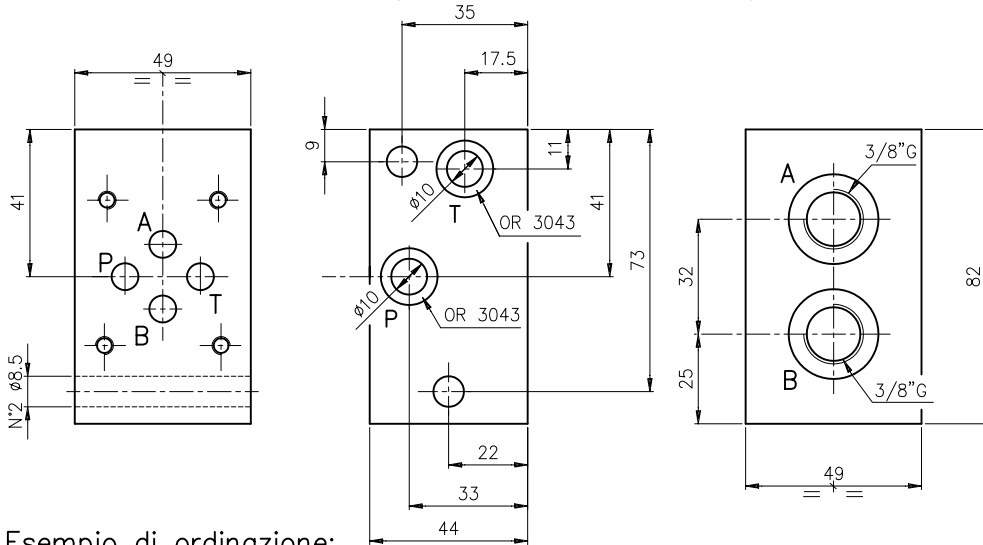 35
49
17.5
= =
9
11
3/8"G
41
A
ø10
T
OR 3043
41
A
P
T
B
73
32
82
ø10
P
OR 3043
N°2 ø8.5
25
B
3/8"G
22
49
= =
33
44
Esempio di ordinazione: